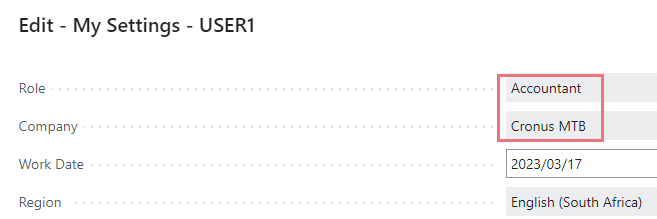 Edit - My Settings - USER1
Role Accountant
Company Cronus MTB
Work Date 2023/03/17
Region English (South Africa)